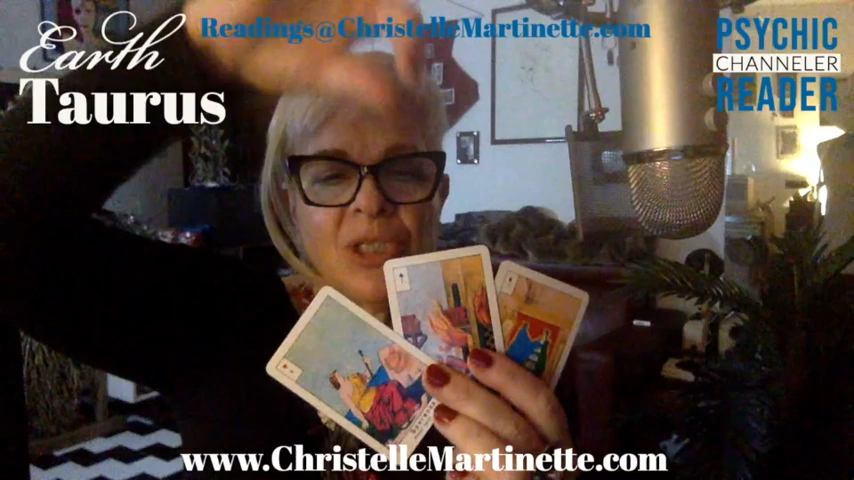 Earth
Taurus
Readings@ChristelleMartinette.com
PSYCHIC
CHANNELER
READER
www.ChristelleMartinette.com